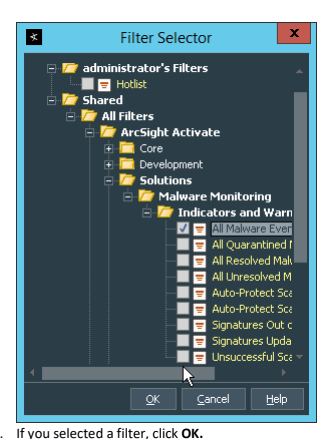 Filter Selector
x
administrator's Filters
Hotlist
Shared
All Filters
ArcSight Activate
Core
Development
Solutions
Malware Monitoring
Indicators and Warn
All Malware Even
All Quarantined
All Resolved Mal
All Unresolved M
Auto-Protect Sca
Auto-Protect Sca
Signatures Out o
Signatures Upda
Unsuccessful Sca
OK Cancel Help
. If you selected a filter, click OK.